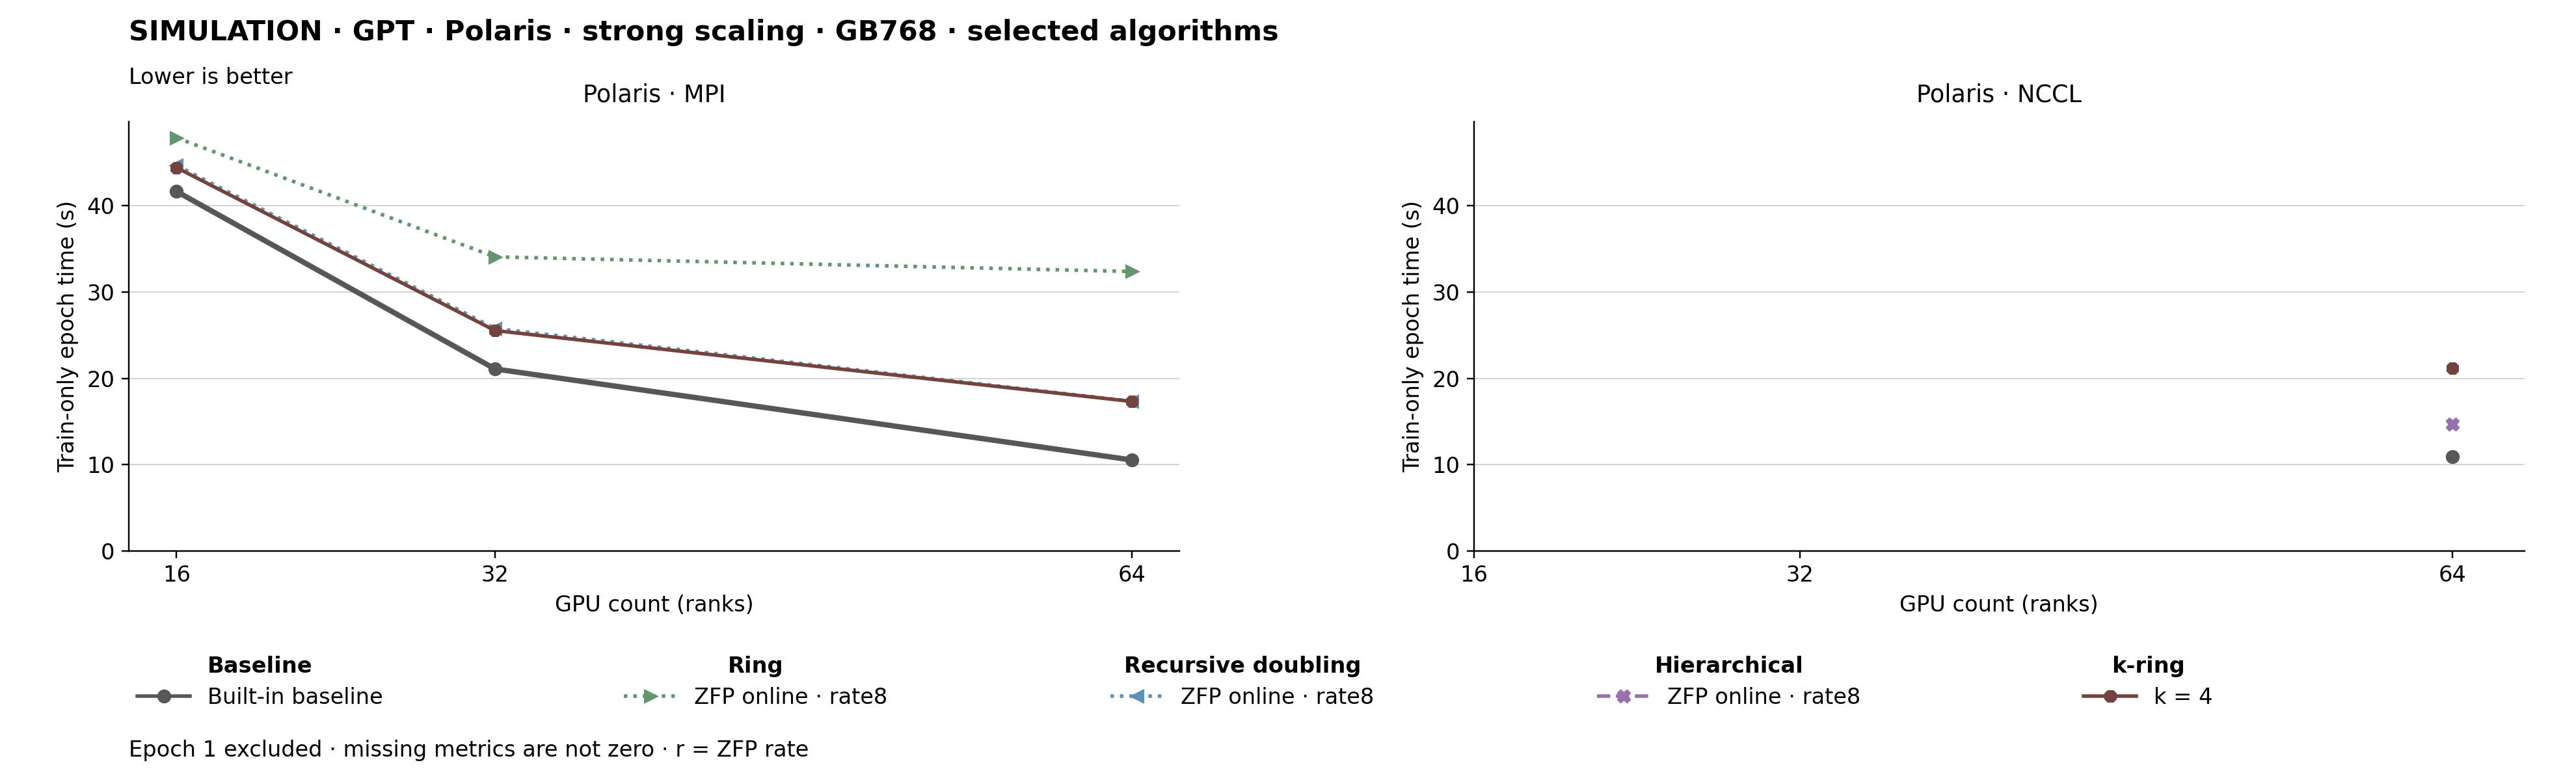 SIMULATION · GPT · Polaris · strong scaling · GB768 · selected algorithms
Lower is better
Polaris · MPI
Train-only epoch time (s)
40
30
20
10
0
16
32
64
GPU count (ranks)
Polaris · NCCL
Train-only epoch time (s)
40
30
20
10
0
16
32
64
GPU count (ranks)
Baseline
Built-in baseline
Ring
ZFP online · rate8
Recursive doubling
ZFP online · rate8
Hierarchical
ZFP online · rate8
k-ring
k = 4
Epoch 1 excluded · missing metrics are not zero · r = ZFP rate